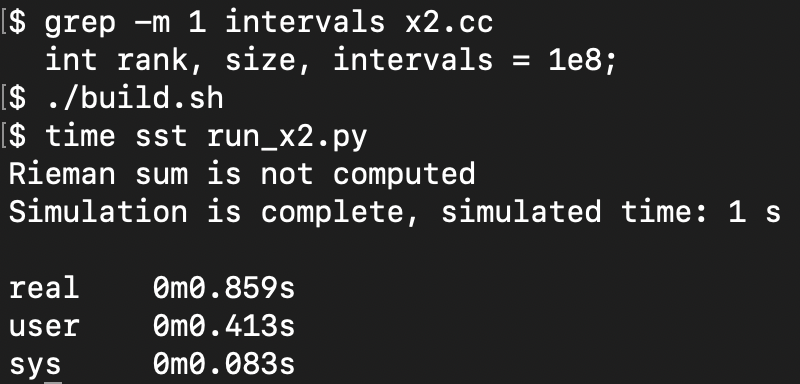 [$ grep -m 1 intervals x2.cc
int rank, size, intervals = 1e8;
[$ ./build.sh
[$ time sst run_x2.py
Rieman sum is not computed
Simulation is complete, simulated time: 1 s
real 0m0.859s
user 0m0.413s
sys 0m0.083s